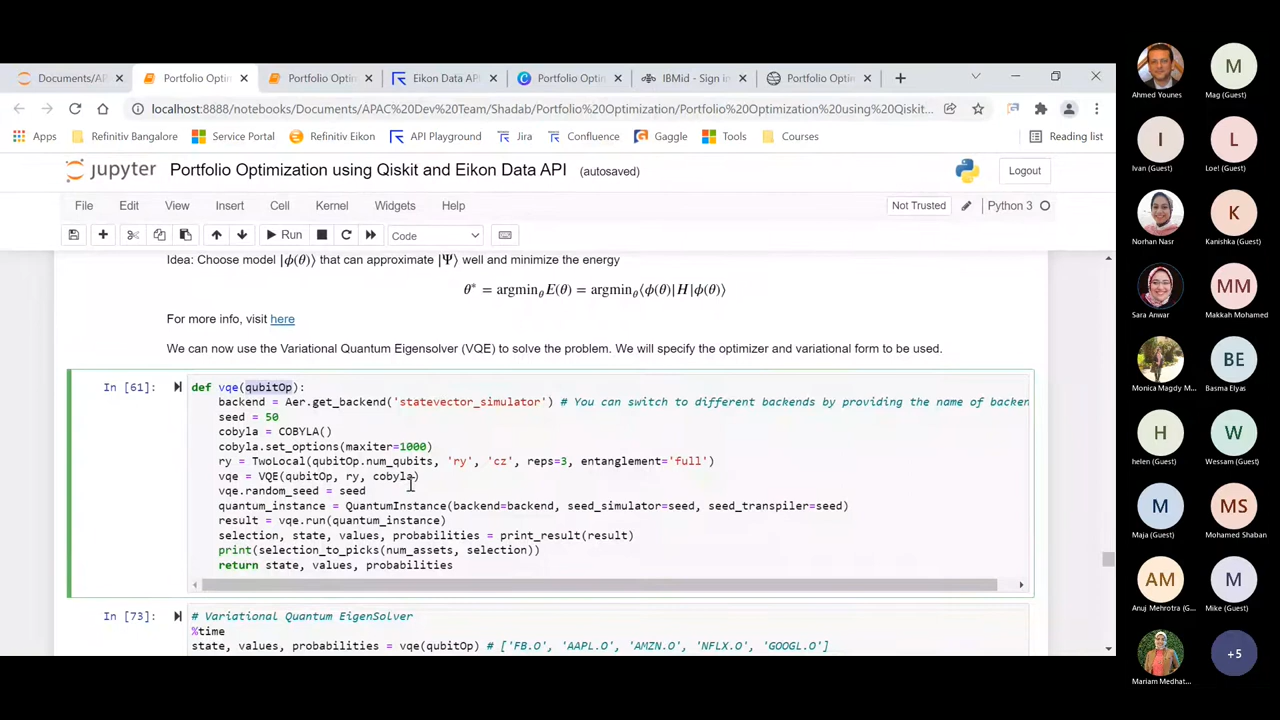 Documents/AP
Portfolio Optin
Portfolio Optin
Eikon Data API
Portfolio Optin
IBMid - Sign in
Portfolio Optin
localhost:8888/notebooks/Documents/APAC%20Dev%20Team/Sharab/Portfolio%20Optimization/Portfolio%20Optimization%20using%20Qiskit...
Apps
Refinitiv Bangalore
Service Portal
Refinitiv Eikon
API Playground
Jira
Confluence
Gaggle
Tools
Courses
Reading list
jupyter
Portfolio Optimization using Qiskit and Eikon Data API (autosaved)
Logout
File Edit View Insert Cell Kernel Widgets Help
Not Trusted
Python 3
Run
Code
Idea: Choose model |ϕ(θ)⟩ that can approximate |Ψ⟩ well and minimize the energy
θ* = argmin_θ E(θ) = argmin_θ⟨ϕ(θ)|H|ϕ(θ)⟩
For more info, visit here
We can now use the Variational Quantum Eigensolver (VQE) to solve the problem. We will specify the optimizer and variational form to be used.
In [61]:
def vqe(qubitOp):
backend = Aer.get_backend('statevector_simulator') # You can switch to different backends by providing the name of backen
seed = 50
cobyla = COBYLA()
cobyla.set_options(maxiter=1000)
ry = TwoLocal(qubitOp.num_qubits, 'ry', 'cz', reps=3, entanglement='full')
vqe = VQE(qubitOp, ry, cobyla)
vqe.random_seed = seed
quantum_instance = QuantumInstance(backend=backend, seed_simulator=seed, seed_transpiler=seed)
result = vqe.run(quantum_instance)
selection, state, values, probabilities = print_result(result)
print(selection_to_picks(num_assets, selection))
return state, values, probabilities
In [73]:
# Variational Quantum EigenSolver
%time
state, values, probabilities = vqe(qubitOp) # ['FB.O', 'AAPL.O', 'AMZN.O', 'NFLX.O', 'GOOGL.O']
Ahmed Younes
M
Mag (Guest)
I
Ivan (Guest)
L
Loe! (Guest)
Norhan Nasr
K
Kanishka (Guest)
Sara Anwar
MM
Makkah Mohamed
Monica Magdy M...
BE
Basma Elyas
H
helen (Guest)
W
Wessam (Guest)
M
Maja (Guest)
MS
Mohamed Shaban
AM
Anuj Mehrotra (G...
M
Mike (Guest)
Mariam Medhat...
+5